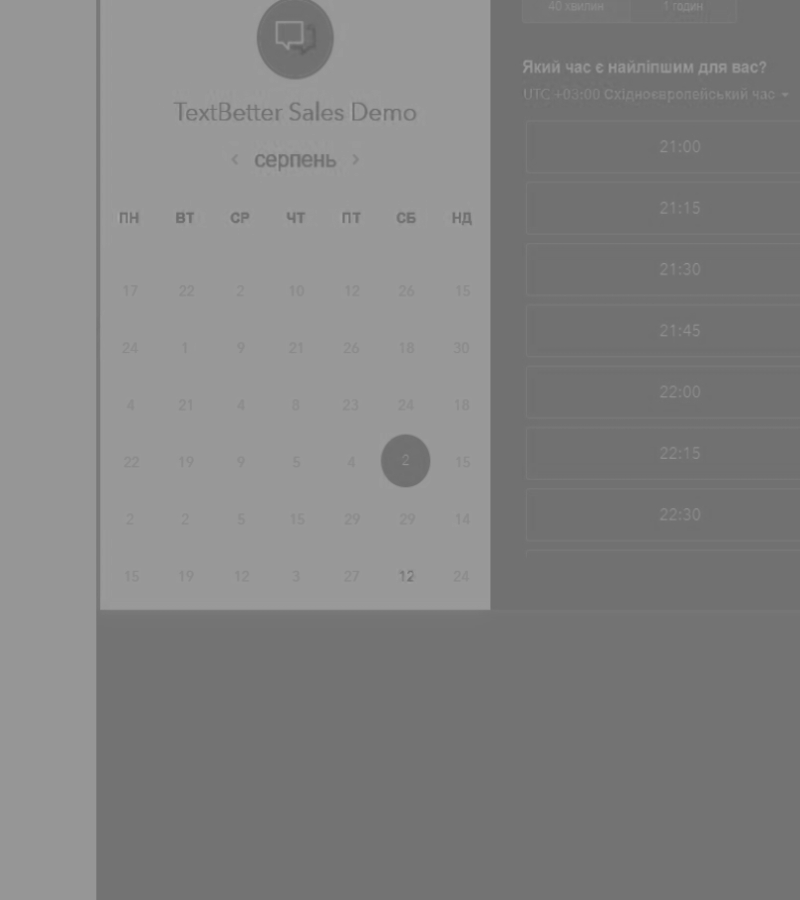 TextBetter Sales Demo
‹ серпень ›
ПН ВТ СР ЧТ ПТ СБ НД
17 22 2 10 12 26 15
24 1 9 21 26 18 30
4 21 4 8 23 24 18
22 19 9 5 4 2 15
2 2 5 15 29 29 14
15 19 12 3 27 12 24
40 хвилин 1 годин
Який час є найліпшим для вас?
UTC +03:00 Східноєвропейський час
21:00
21:15
21:30
21:45
22:00
22:15
22:30